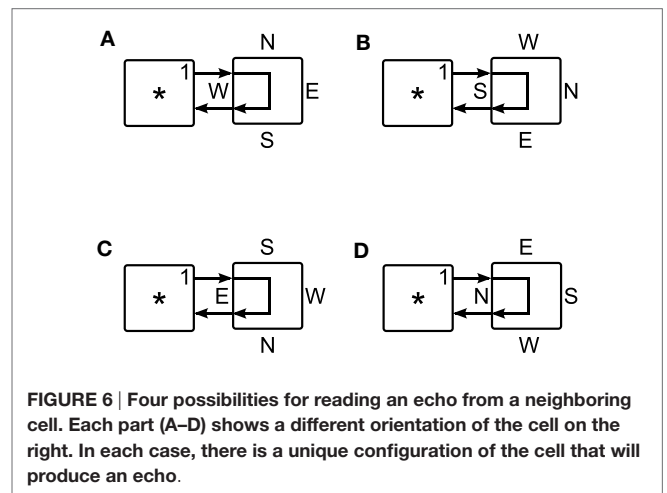 A N B W
1 1
* W E * S N
S E
C S D E
1 1
* E W * N S
N W
FIGURE 6 | Four possibilities for reading an echo from a neighboring
cell. Each part (A–D) shows a different orientation of the cell on the
right. In each case, there is a unique configuration of the cell that will
produce an echo.